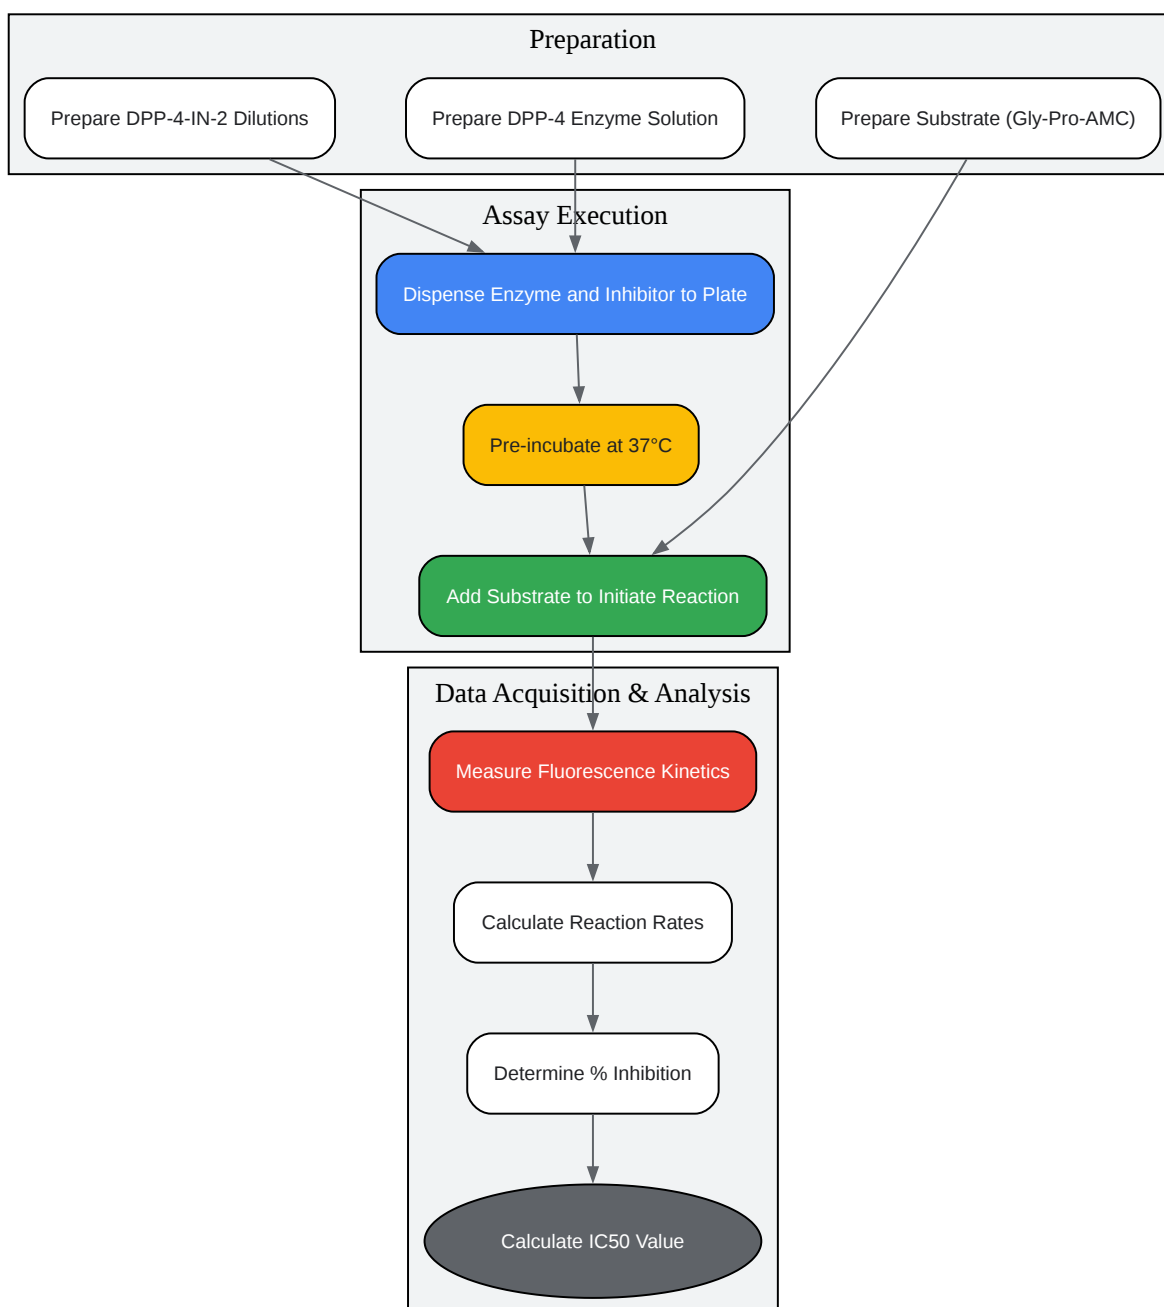 Preparation
Prepare DPP-4-IN-2 Dilutions
Prepare DPP-4 Enzyme Solution
Prepare Substrate (Gly-Pro-AMC)
Assay Execution
Dispense Enzyme and Inhibitor to Plate
Pre-incubate at 37°C
Add Substrate to Initiate Reaction
Data Acquisition & Analysis
Measure Fluorescence Kinetics
Calculate Reaction Rates
Determine % Inhibition
Calculate IC50 Value